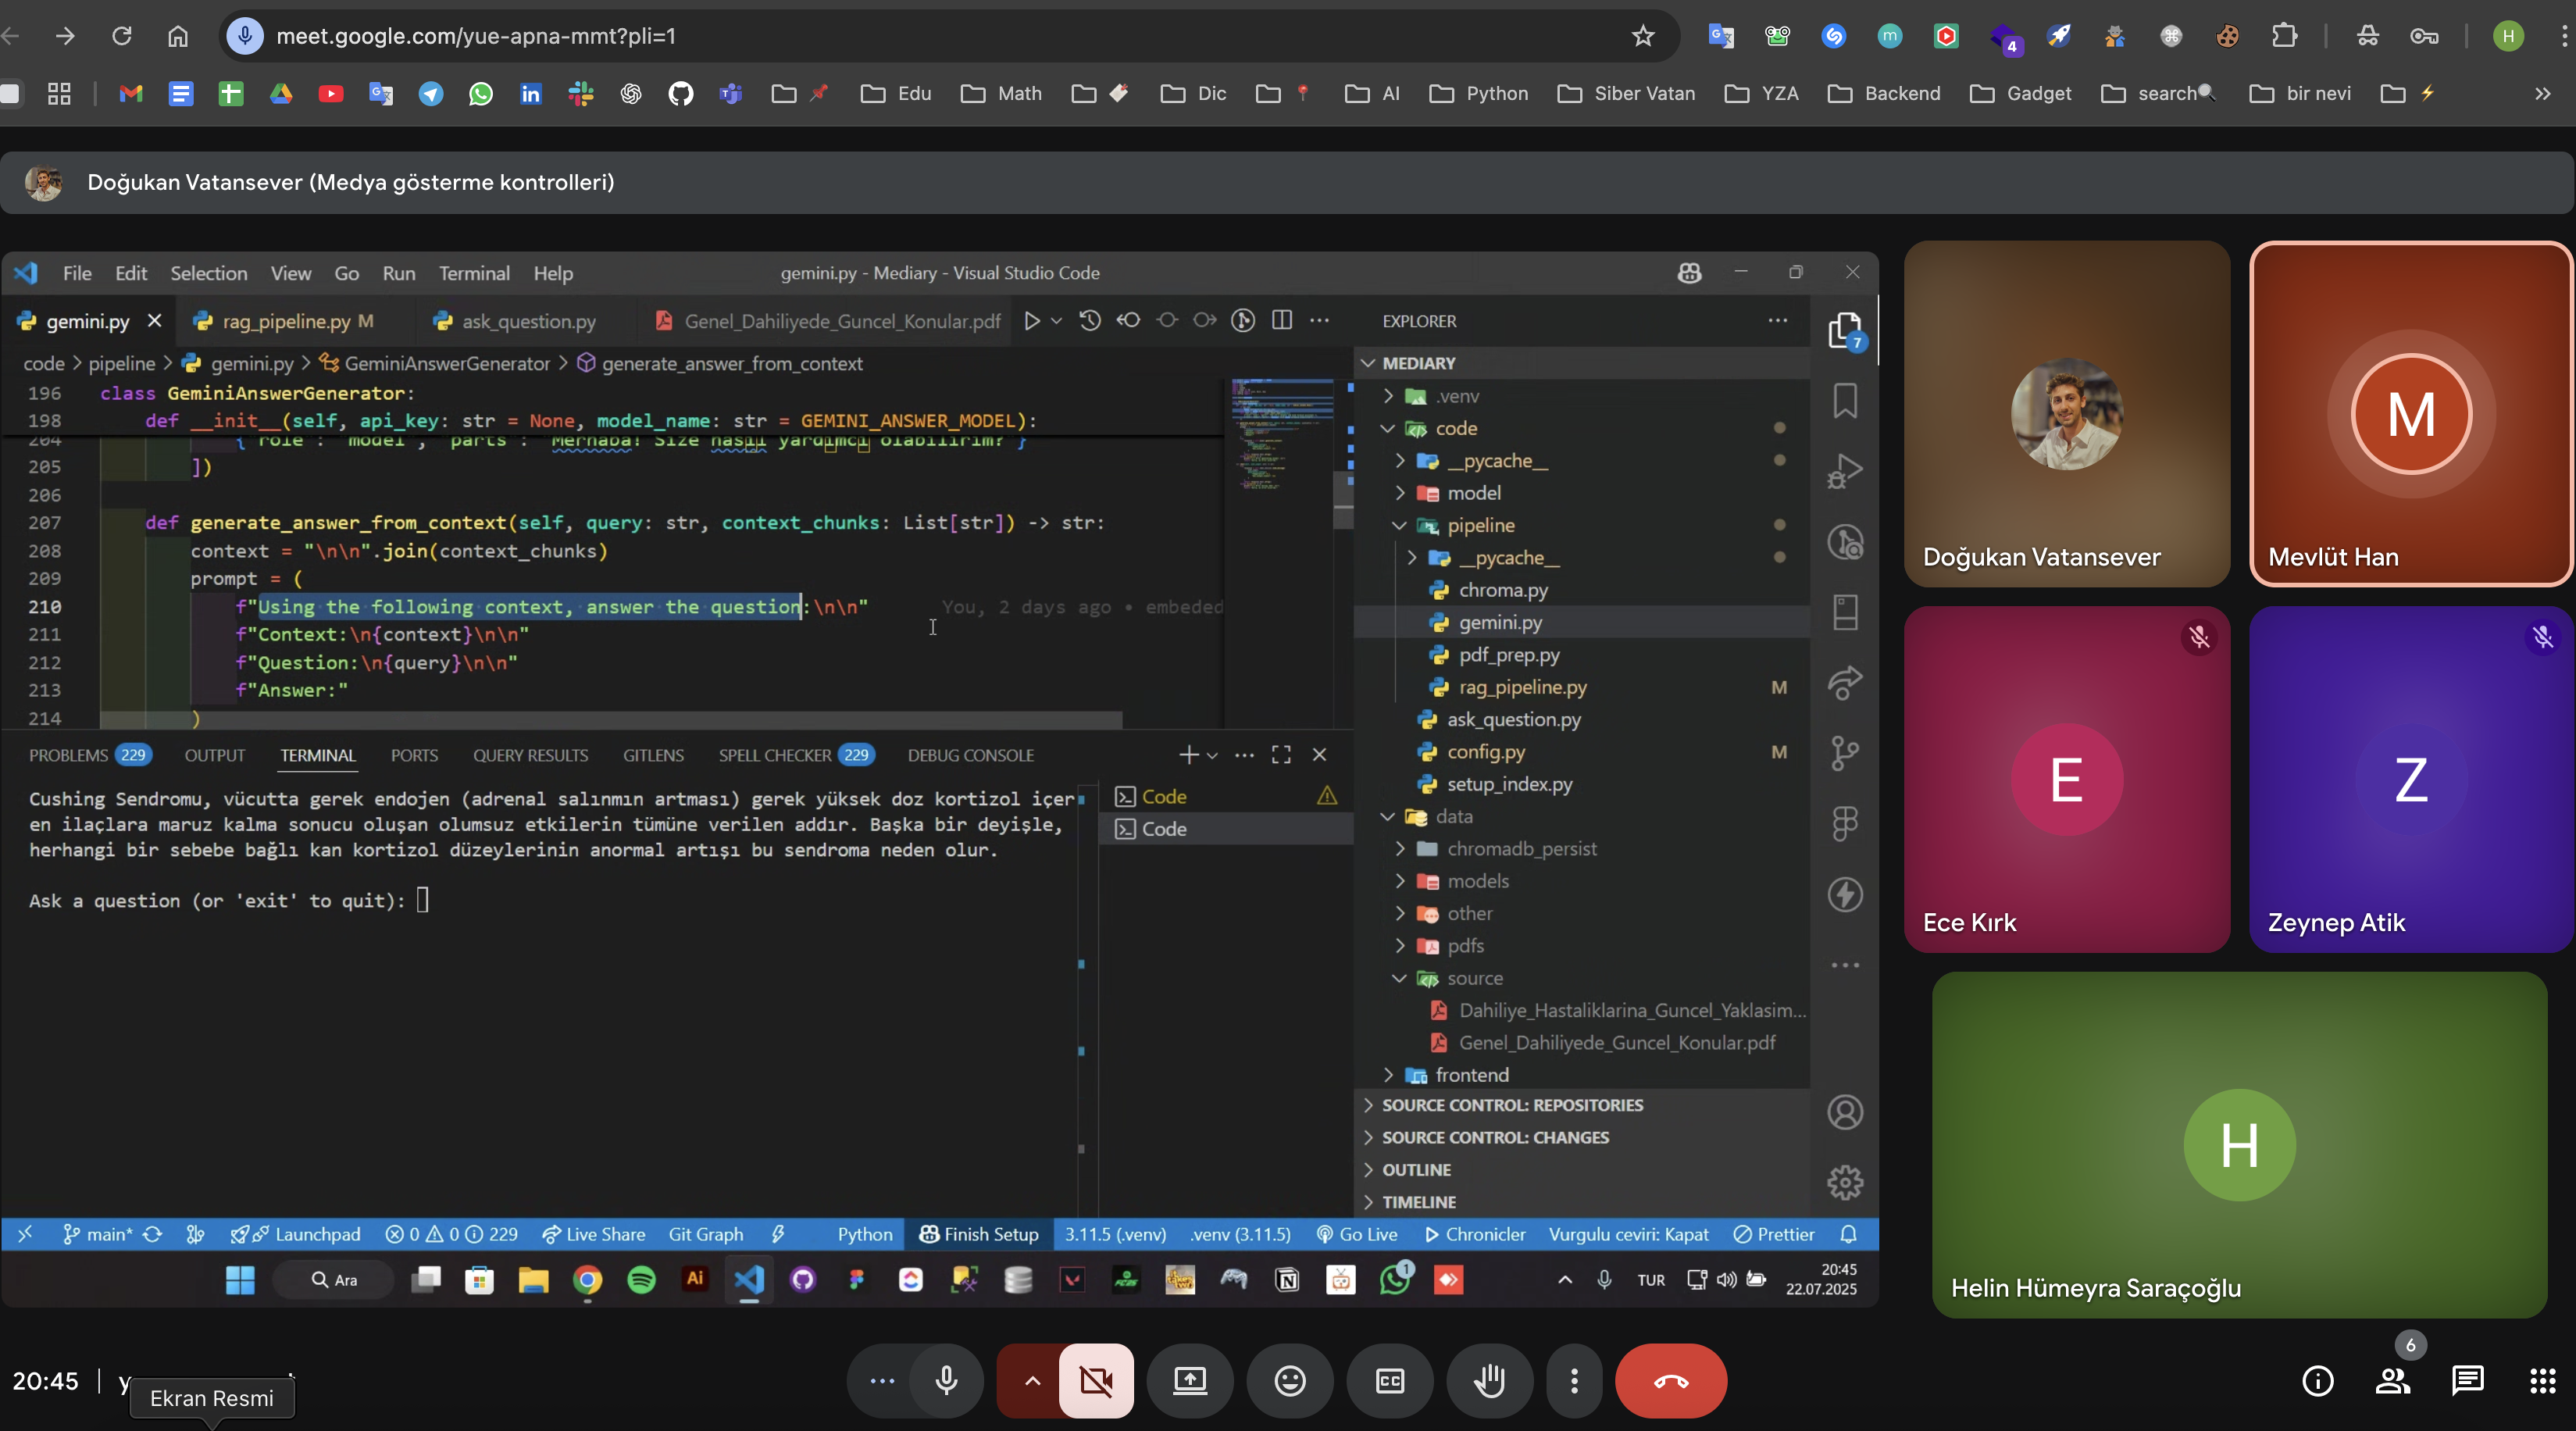 meet.google.com/yue-apna-mmt?pli=1
4
H
Edu
Math
Dic
AI
Python
Siber Vatan
YZA
Backend
Gadget
search
bir nevi
Doğukan Vatansever (Medya gösterme kontrolleri)
File Edit Selection View Go Run Terminal Help
gemini.py - Mediary - Visual Studio Code
gemini.py
rag_pipeline.py M
ask_question.py
Genel_Dahiliyede_Guncel_Konular.pdf
code > pipeline > gemini.py > GeminiAnswerGenerator > generate_answer_from_context
196 class GeminiAnswerGenerator:
198 def __init__(self, api_key: str = None, model_name: str = GEMINI_ANSWER_MODEL):
204 { "role": "model", "parts": "Merhaba! Size nasıl yardımcı olabilirim?" }
205 ])
206
207 def generate_answer_from_context(self, query: str, context_chunks: List[str]) -> str:
208 context = "\n\n".join(context_chunks)
209 prompt = (
210 f"Using the following context, answer the question:\n\n" You, 2 days ago • embeded
211 f"Context:\n{context}\n\n"
212 f"Question:\n{query}\n\n"
213 f"Answer:"
214 )
PROBLEMS 229 OUTPUT TERMINAL PORTS QUERY RESULTS GITLENS SPELL CHECKER 229 DEBUG CONSOLE
Cushing Sendromu, vücutta gerek endojen (adrenal salınmın artması) gerek yüksek doz kortizol içer
en ilaçlara maruz kalma sonucu oluşan olumsuz etkilerin tümüne verilen addır. Başka bir deyişle,
herhangi bir sebebe bağlı kan kortizol düzeylerinin anormal artışı bu sendroma neden olur.
Ask a question (or 'exit' to quit):
Code
Code
EXPLORER
MEDIARY
.venv
code
__pycache__
model
pipeline
__pycache__
chroma.py
gemini.py
pdf_prep.py
rag_pipeline.py M
ask_question.py
config.py M
setup_index.py
data
chromadb_persist
models
other
pdfs
source
Dahiliye_Hastaliklarina_Guncel_Yaklasim...
Genel_Dahiliyede_Guncel_Konular.pdf
frontend
SOURCE CONTROL: REPOSITORIES
SOURCE CONTROL: CHANGES
OUTLINE
TIMELINE
7
main* Launchpad 0 0 229 Live Share Git Graph Python Finish Setup 3.11.5 (.venv) .venv (3.11.5) Go Live Chronicler Vurgulu ceviri: Kapat Prettier
Ara
Ai
1
TUR
20:45
22.07.2025
Doğukan Vatansever
M
Mevlüt Han
E
Ece Kırk
Z
Zeynep Atik
H
Helin Hümeyra Saraçoğlu
20:45
Ekran Resmi
CC
6